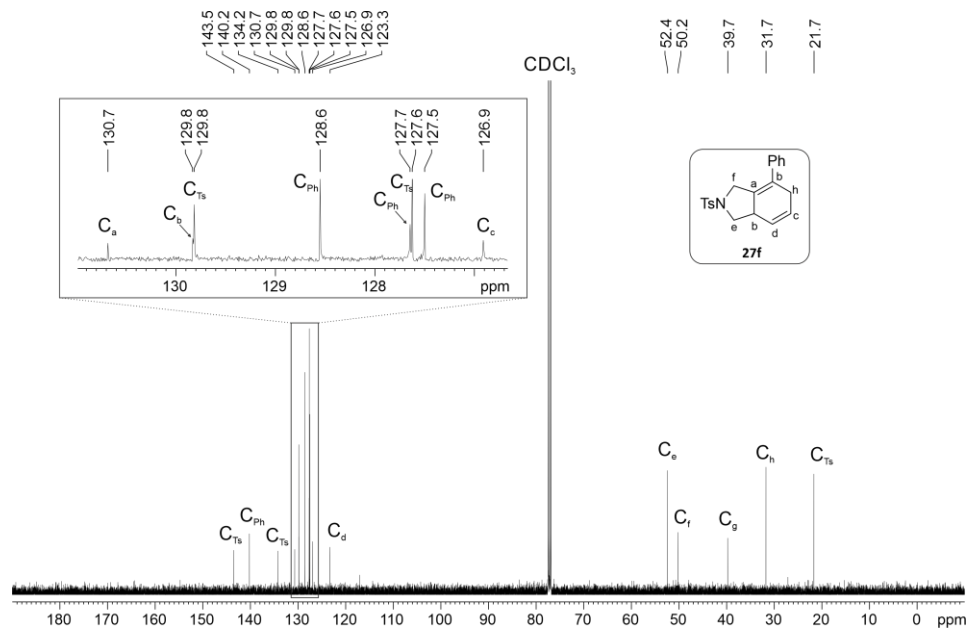 143.5
140.2
134.2
130.7
129.8
129.8
128.6
127.7
127.6
127.5
126.9
123.3
52.4
50.2
39.7
31.7
21.7
CDCl3
130.7
129.8
129.8
128.6
127.7
127.6
127.5
126.9
Ca
Cb
CTs
CPh
CPh
CTs
CPh
Cc
130 129 128 ppm
Ph
f a b h
TsN c
e b d
27f
CTs
CPh
CTs
Cd
Ce
Cf
Cg
Ch
CTs
180 170 160 150 140 130 120 110 100 90 80 70 60 50 40 30 20 10 0 ppm